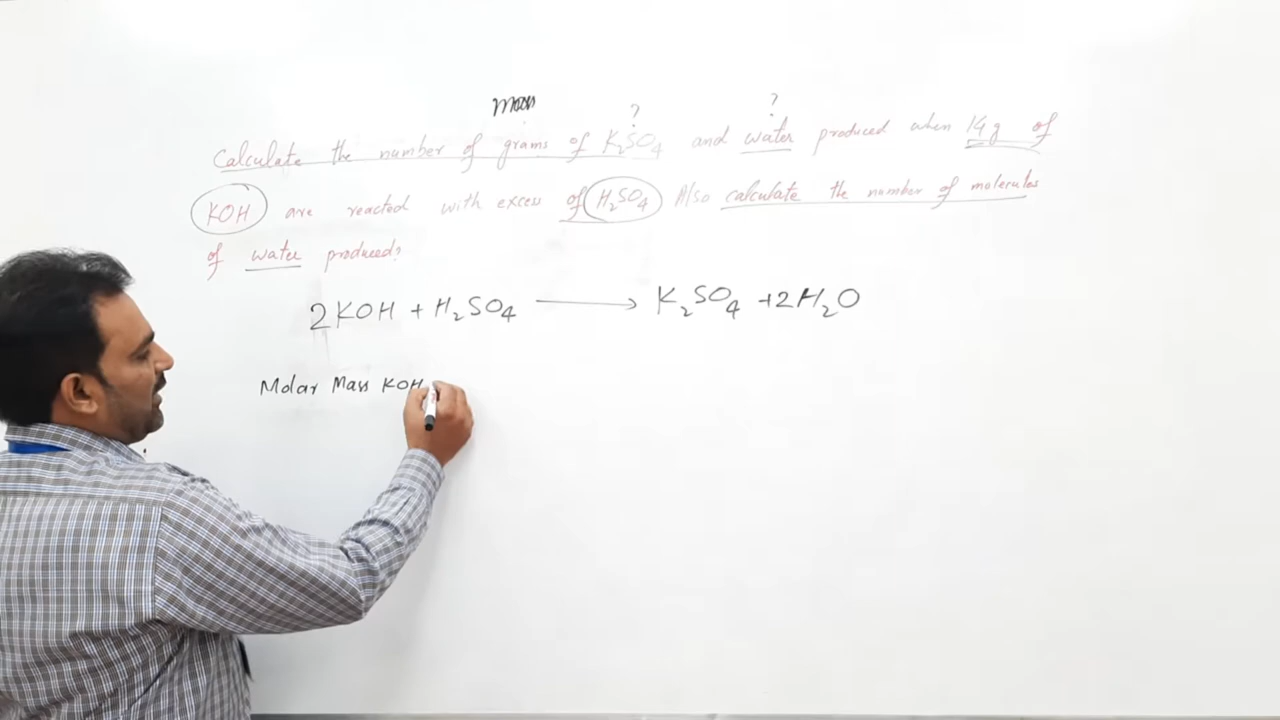 mass
? ?
Calculate the number of grams of K₂SO₄ and water produced when 14 g of
KOH are reacted with excess of H₂SO₄ Also calculate the number of molecules
of water produced?
2KOH + H₂SO₄ ⟶ K₂SO₄ + 2H₂O
Molar Mass KOH